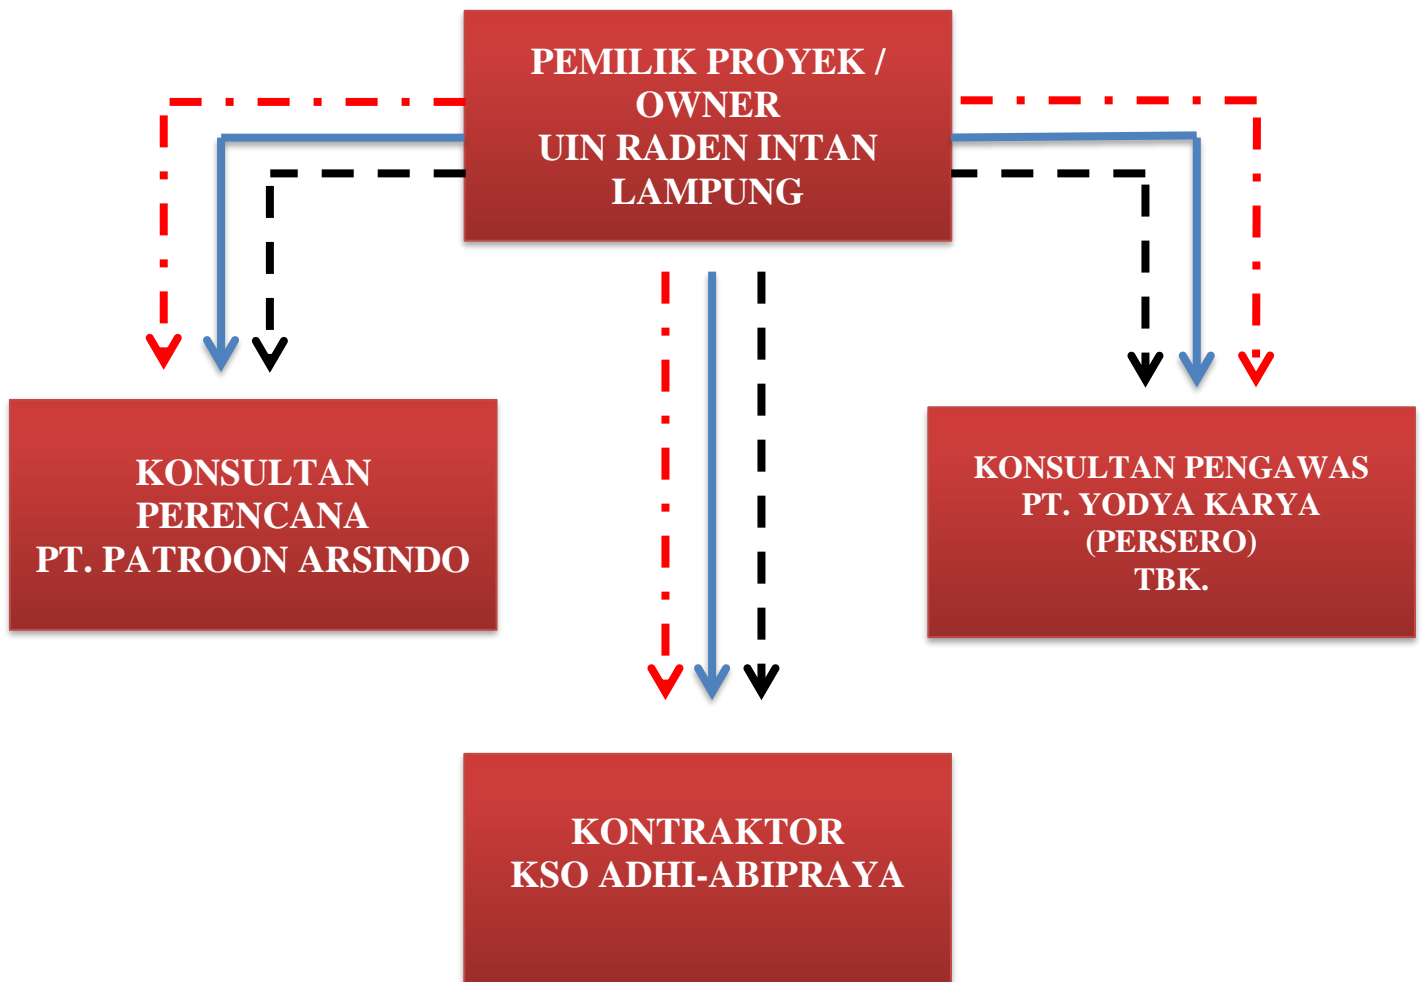 PEMILIK PROYEK /
OWNER
UIN RADEN INTAN
LAMPUNG
KONSULTAN
PERENCANA
PT. PATROON ARSINDO
KONSULTAN PENGAWAS
PT. YODYA KARYA
(PERSERO)
TBK.
KONTRAKTOR
KSO ADHI-ABIPRAYA